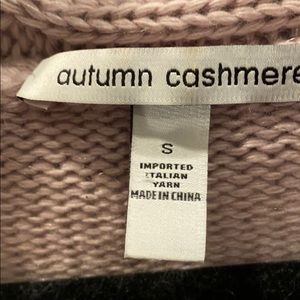 autumn cashmere
S
IMPORTED
ITALIAN
YARN
MADE IN CHINA